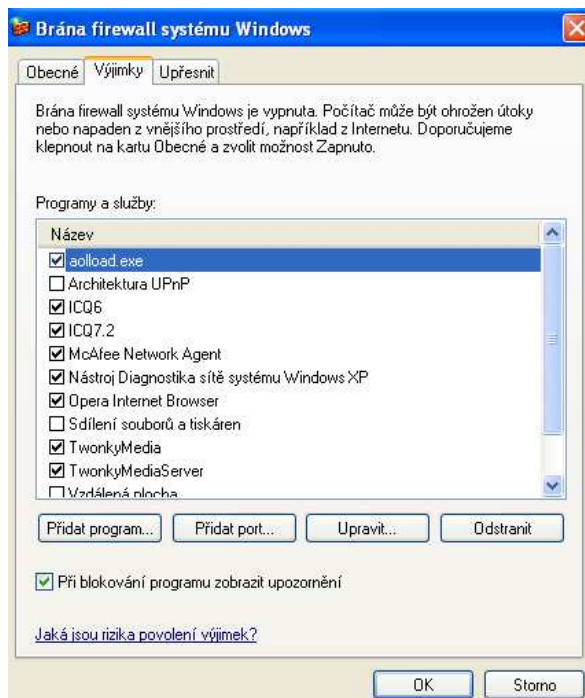 Brána firewall systému Windows
Obecné Výjimky Upřesnit
Brána firewall systému Windows je vypnuta. Počítač může být ohrožen útoky
nebo napaden z vnějšího prostředí, například z Internetu. Doporučujeme
klepnout na kartu Obecné a zvolit možnost Zapnuto.
Programy a služby:
Název
aolload.exe
Architektura UPnP
ICQ6
ICQ7.2
McAfee Network Agent
Nástroj Diagnostika sítě systému Windows XP
Opera Internet Browser
Sdílení souborů a tiskáren
TwonkyMedia
TwonkyMediaServer
Vzdálená plocha
Přidat program... Přidat port... Upravit... Odstranit
Při blokování programu zobrazit upozornění
Jaká jsou rizika povolení výjimek?
OK Storno